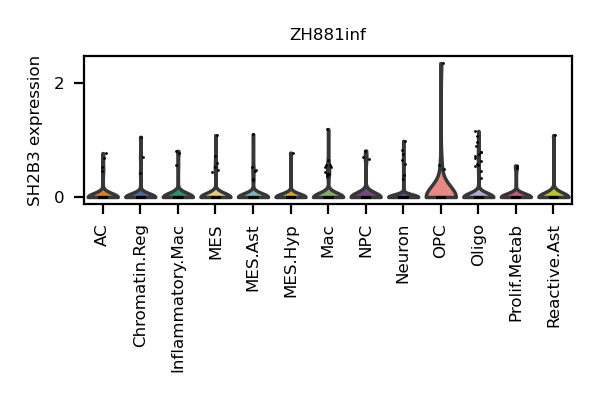 ZH881inf
SH2B3 expression
2
0
AC
Chromatin.Reg
Inflammatory.Mac
MES
MES.Ast
MES.Hyp
Mac
NPC
Neuron
OPC
Oligo
Prolif.Metab
Reactive.Ast